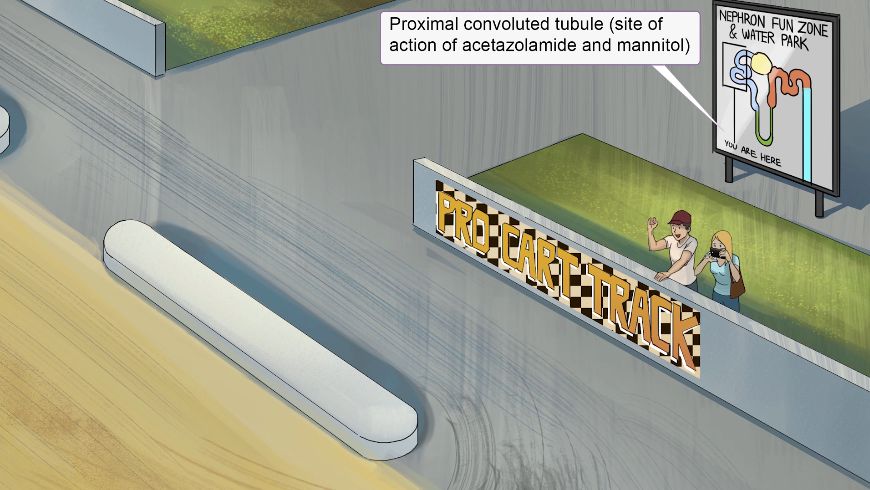 Proximal convoluted tubule (site of
action of acetazolamide and mannitol)
NEPHRON FUN ZONE
& WATER PARK
YOU ARE HERE
PRO CART TRACK